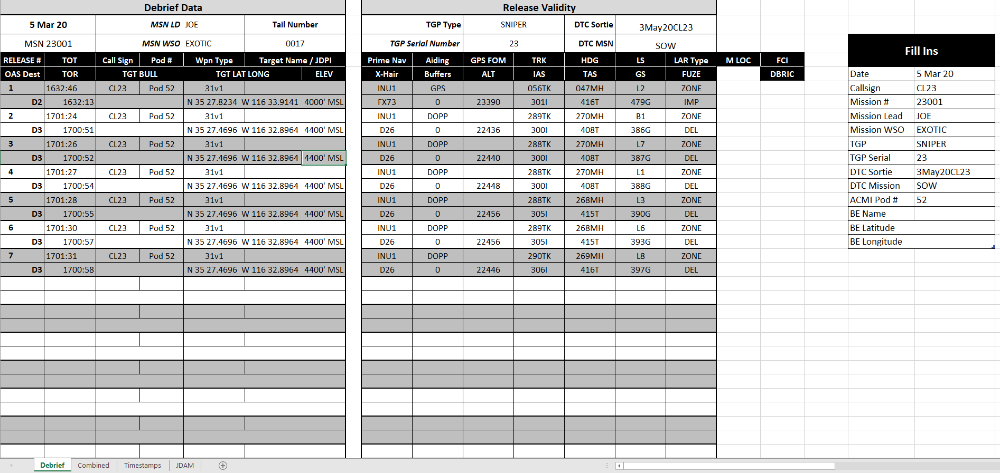 Debrief Data Release Validity
5 Mar 20 MSN LD JOE Tail Number TGP Type SNIPER DTC Sortie 3May20CL23
MSN 23001 MSN WSO EXOTIC 0017 TGP Serial Number 23 DTC MSN SOW Fill Ins
RELEASE # TOT Call Sign Pod # Wpn Type Target Name / JDPI Prime Nav Aiding GPS FOM TRK HDG LS LAR Type M LOC FCI
OAS Dest TOR TGT BULL TGT LAT LONG ELEV X-Hair Buffers ALT IAS TAS GS FUZE DBRIC Date 5 Mar 20
1 1632:46 CL23 Pod 52 31v1 INU1 GPS 056TK 047MH L2 ZONE Callsign CL23
D2 1632:13 N 35 27.8234 W 116 33.9141 4000' MSL FX73 0 23390 301I 416T 479G IMP Mission # 23001
2 1701:24 CL23 Pod 52 31v1 INU1 DOPP 289TK 270MH B1 ZONE Mission Lead JOE
D3 1700:51 N 35 27.4696 W 116 32.8964 4400' MSL D26 0 22436 300I 408T 386G DEL Mission WSO EXOTIC
3 1701:26 CL23 Pod 52 31v1 INU1 DOPP 288TK 270MH L7 ZONE TGP SNIPER
D3 1700:52 N 35 27.4696 W 116 32.8964 4400' MSL D26 0 22440 300I 408T 387G DEL TGP Serial 23
4 1701:27 CL23 Pod 52 31v1 INU1 DOPP 288TK 270MH L1 ZONE DTC Sortie 3May20CL23
D3 1700:54 N 35 27.4696 W 116 32.8964 4400' MSL D26 0 22448 300I 408T 388G DEL DTC Mission SOW
5 1701:28 CL23 Pod 52 31v1 INU1 DOPP 288TK 268MH L3 ZONE ACMI Pod # 52
D3 1700:55 N 35 27.4696 W 116 32.8964 4400' MSL D26 0 22456 305I 415T 390G DEL BE Name
6 1701:30 CL23 Pod 52 31v1 INU1 DOPP 289TK 268MH L6 ZONE BE Latitude
D3 1700:57 N 35 27.4696 W 116 32.8964 4400' MSL D26 0 22456 305I 415T 393G DEL BE Longitude
7 1701:31 CL23 Pod 52 31v1 INU1 DOPP 290TK 269MH L8 ZONE
D3 1700:58 N 35 27.4696 W 116 32.8964 4400' MSL D26 0 22446 306I 416T 397G DEL
Debrief Combined Timestamps JDAM